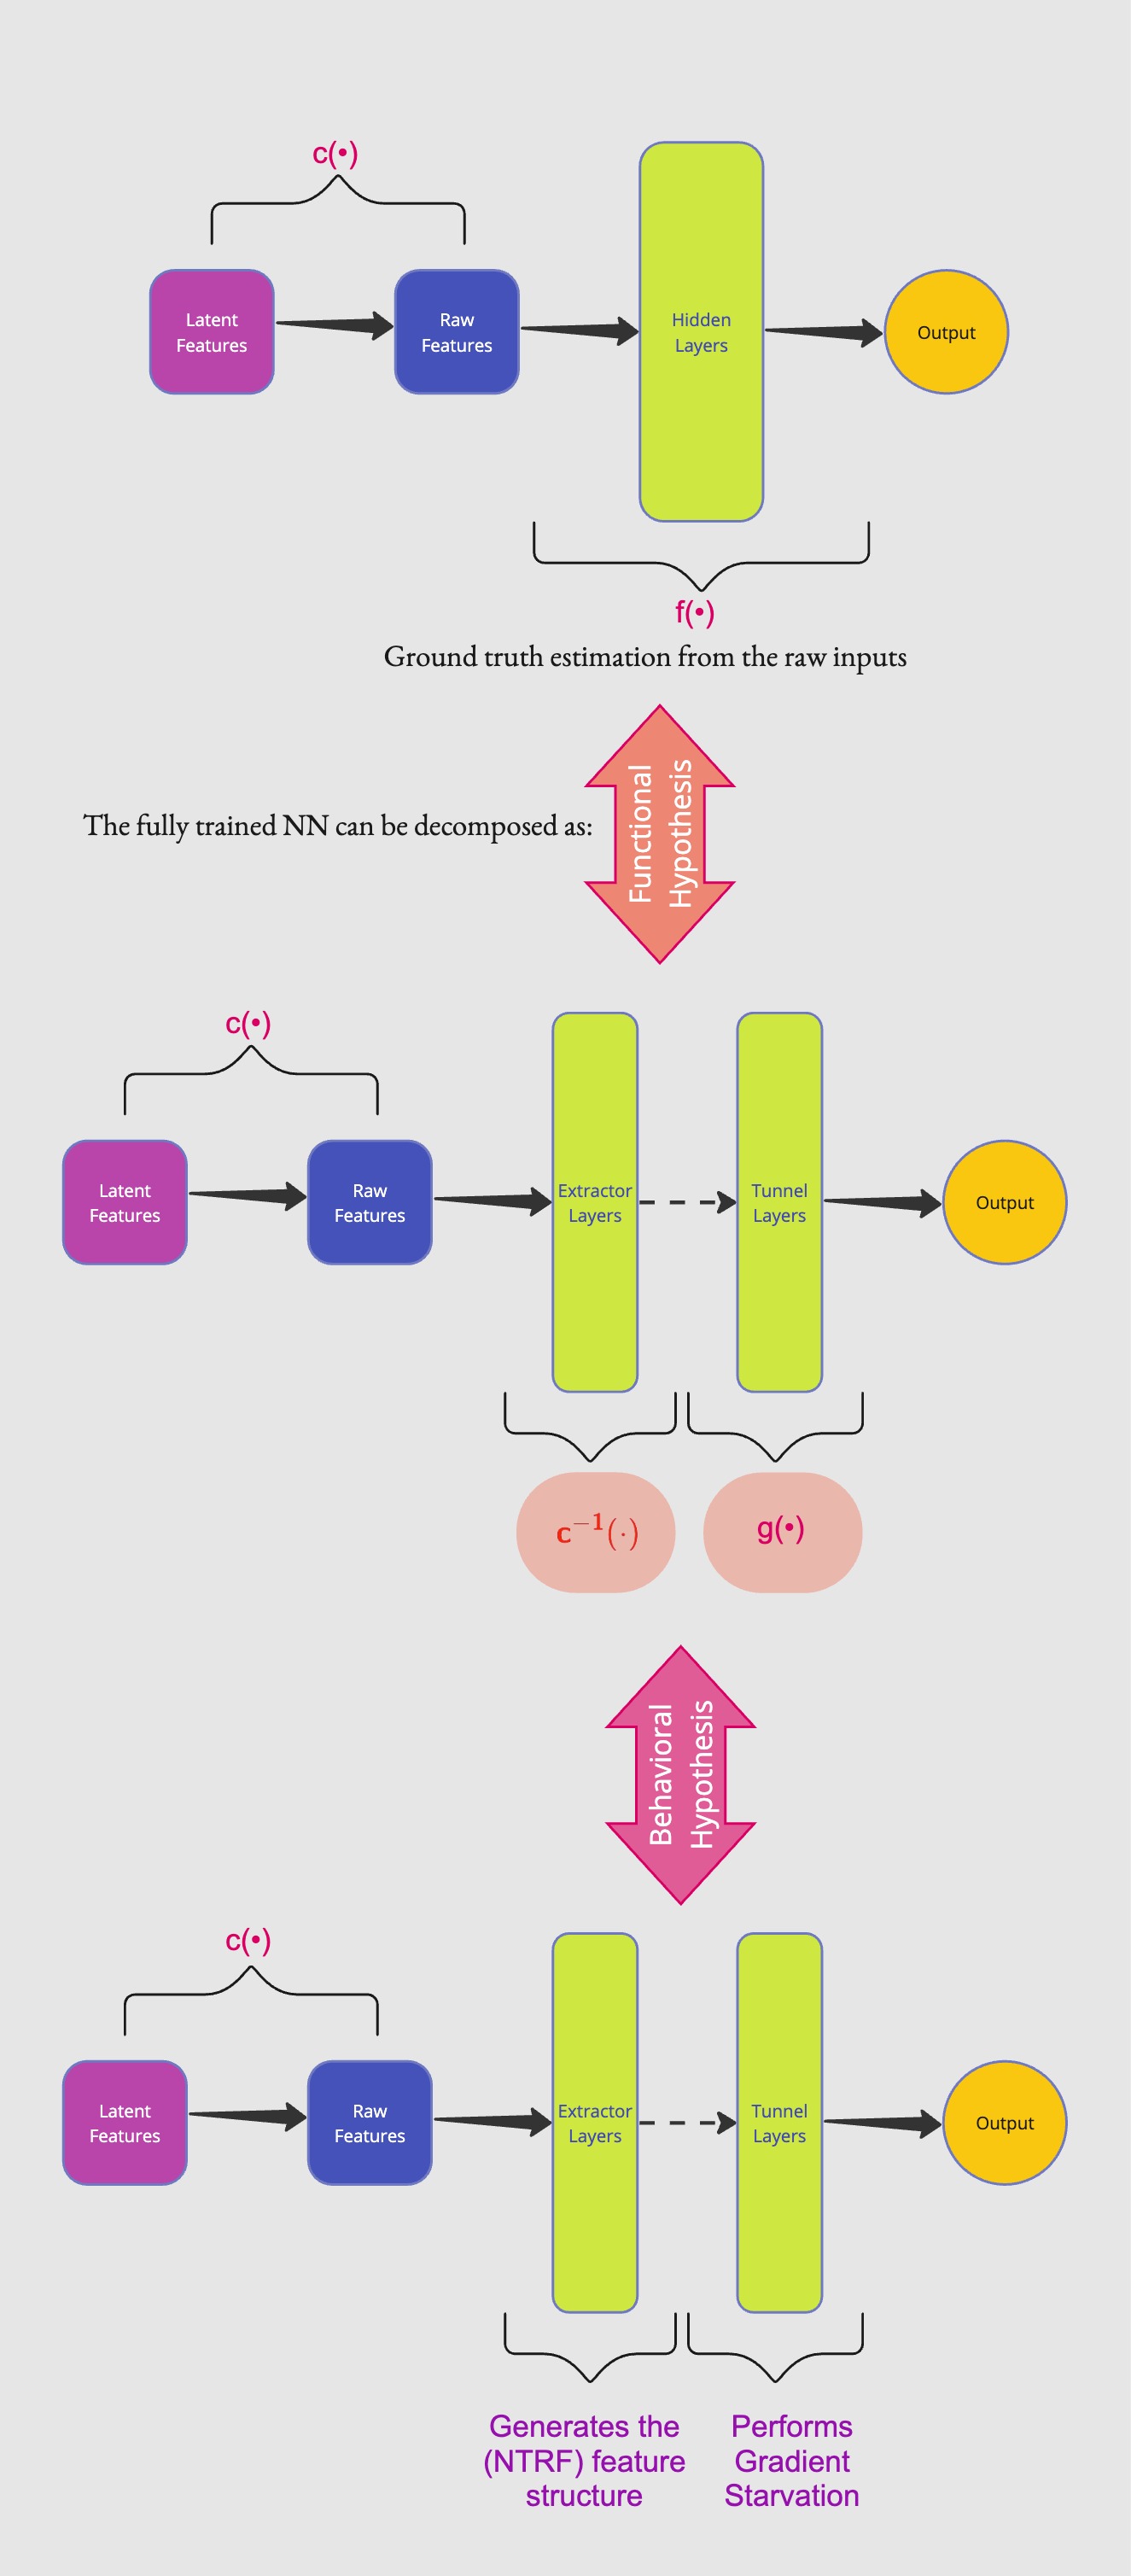 c(•)
Latent
Features
Raw
Features
Hidden
Layers
Output
f(•)
Ground truth estimation from the raw inputs
The fully trained NN can be decomposed as:
Functional
Hypothesis
c(•)
Latent
Features
Raw
Features
Extractor
Layers
Tunnel
Layers
Output
c⁻¹(·)
g(•)
Behavioral
Hypothesis
c(•)
Latent
Features
Raw
Features
Extractor
Layers
Tunnel
Layers
Output
Generates the
(NTRF) feature
structure
Performs
Gradient
Starvation